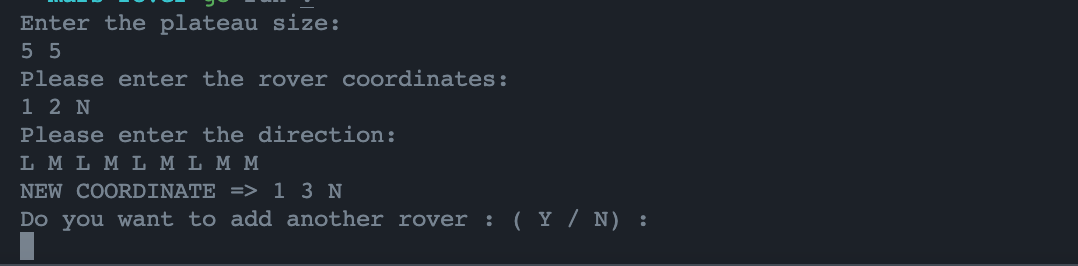 Enter the plateau size:
5 5
Please enter the rover coordinates:
1 2 N
Please enter the direction:
L M L M L M L M M
NEW COORDINATE => 1 3 N
Do you want to add another rover : ( Y / N) :